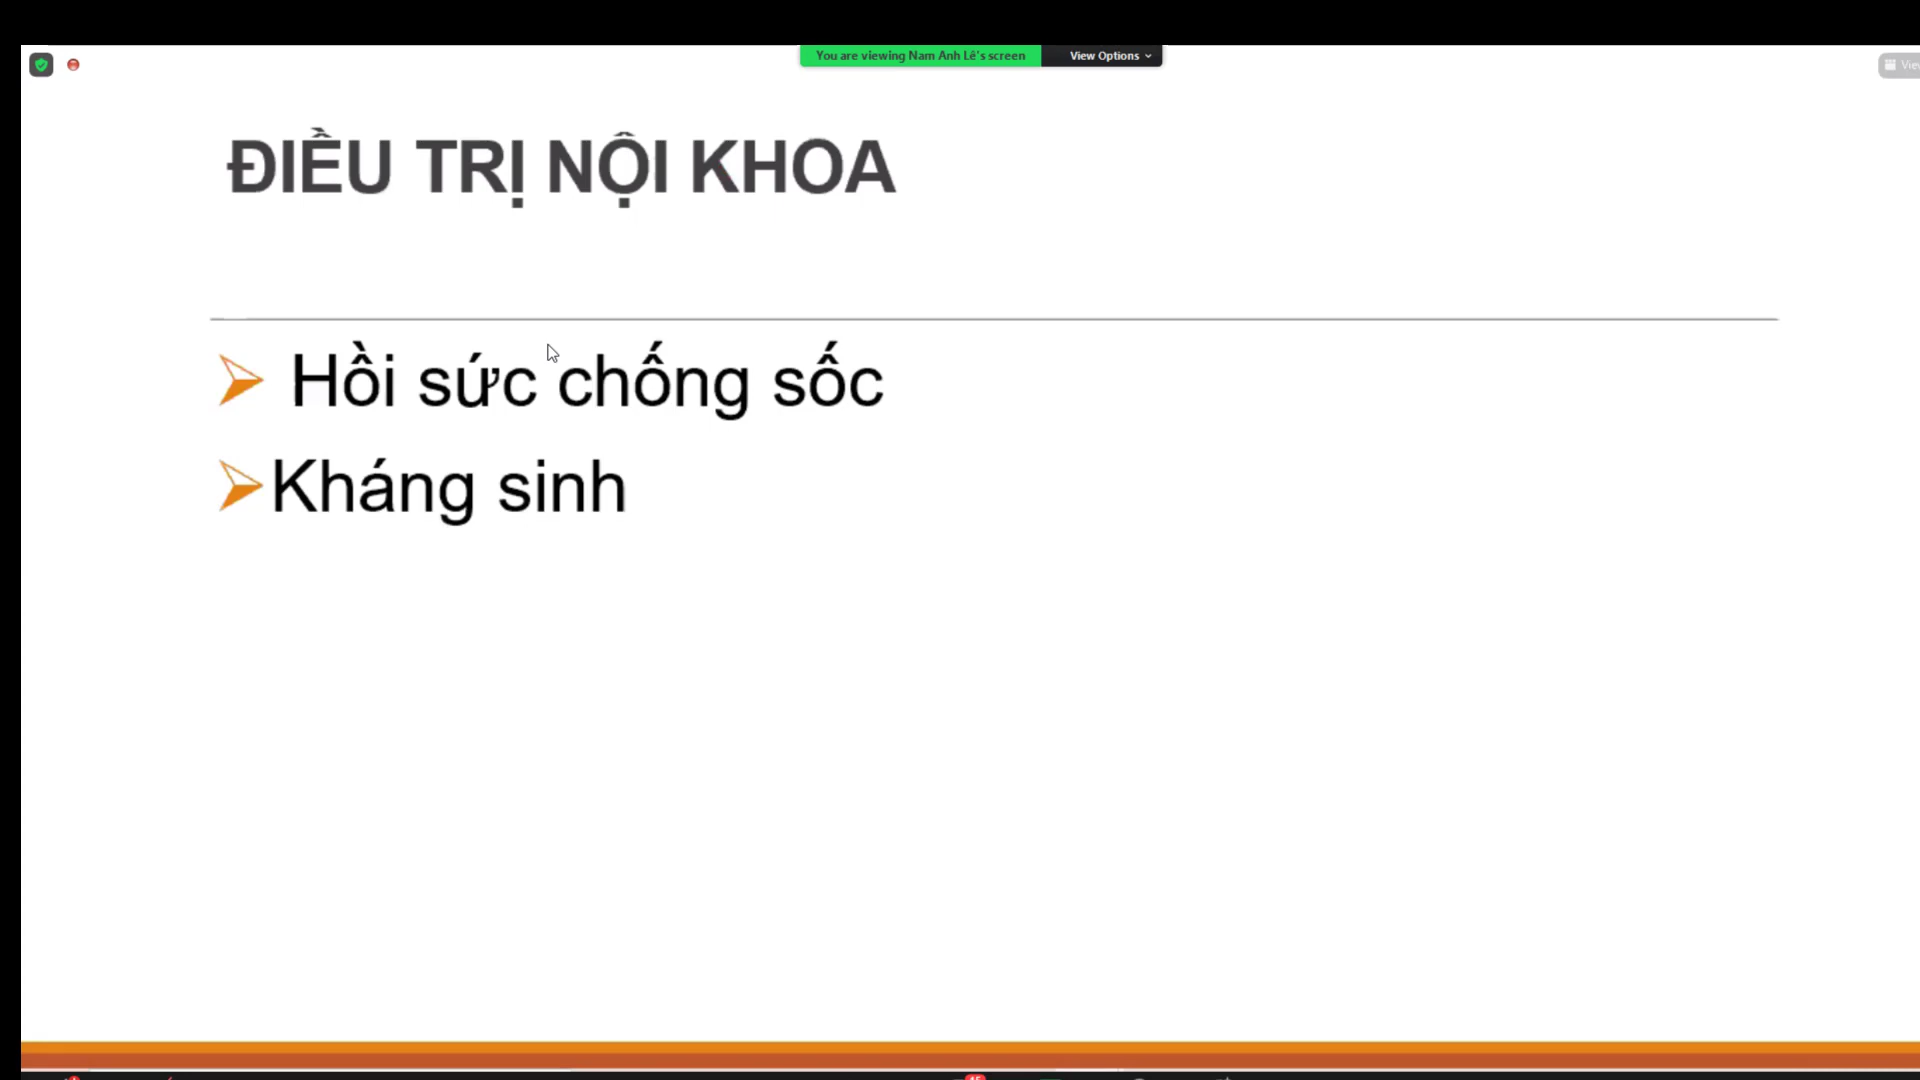 You are viewing Nam Anh Lê's screen
View Options
ĐIỀU TRỊ NỘI KHOA
Hồi sức chống sốc
Kháng sinh